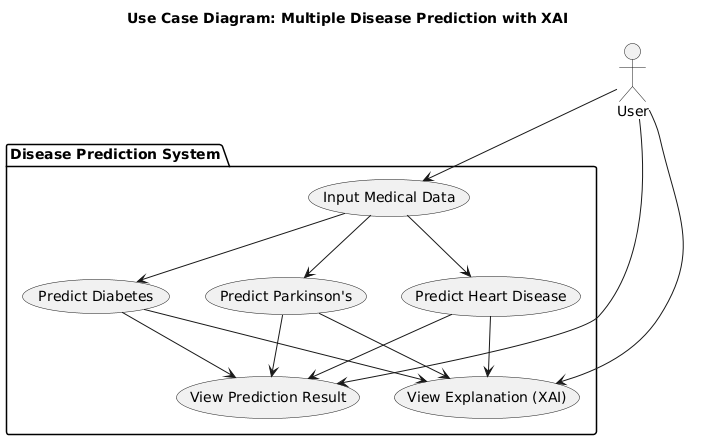 Use Case Diagram: Multiple Disease Prediction with XAI
User
Disease Prediction System
Input Medical Data
Predict Diabetes
Predict Parkinson's
Predict Heart Disease
View Prediction Result
View Explanation (XAI)